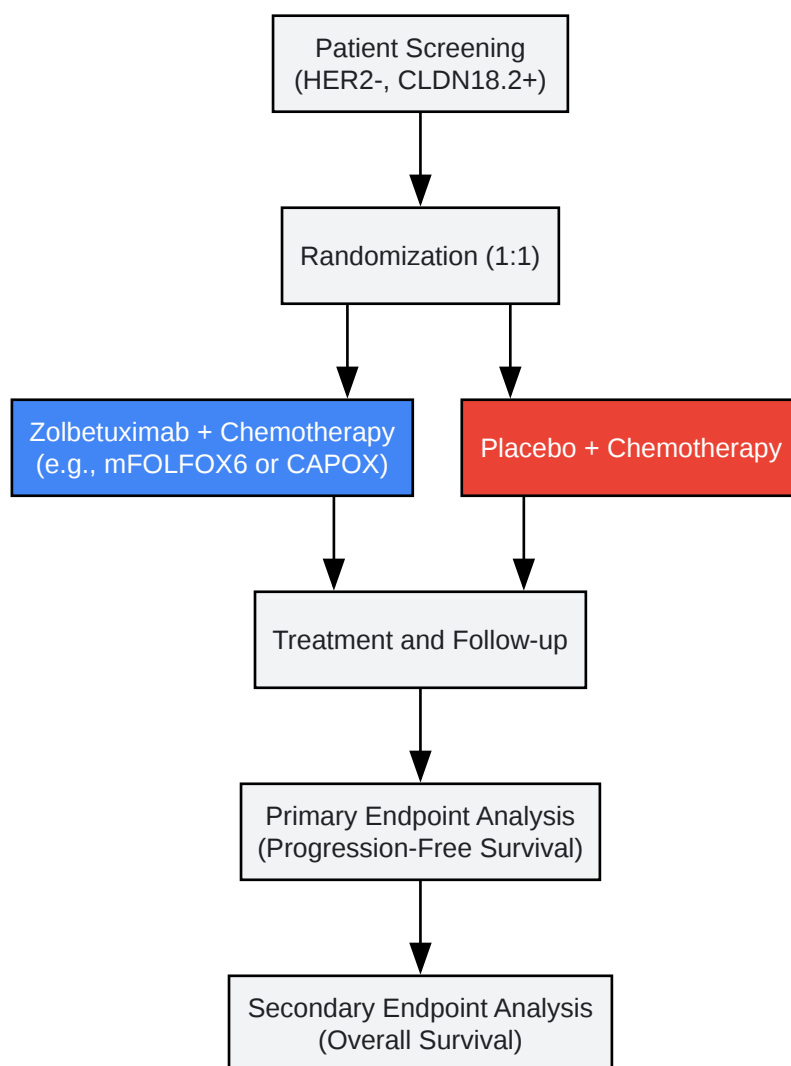 Patient Screening
(HER2-, CLDN18.2+)
Randomization (1:1)
Zolbetuximab + Chemotherapy
(e.g., mFOLFOX6 or CAPOX)
Placebo + Chemotherapy
Treatment and Follow-up
Primary Endpoint Analysis
(Progression-Free Survival)
Secondary Endpoint Analysis
(Overall Survival)